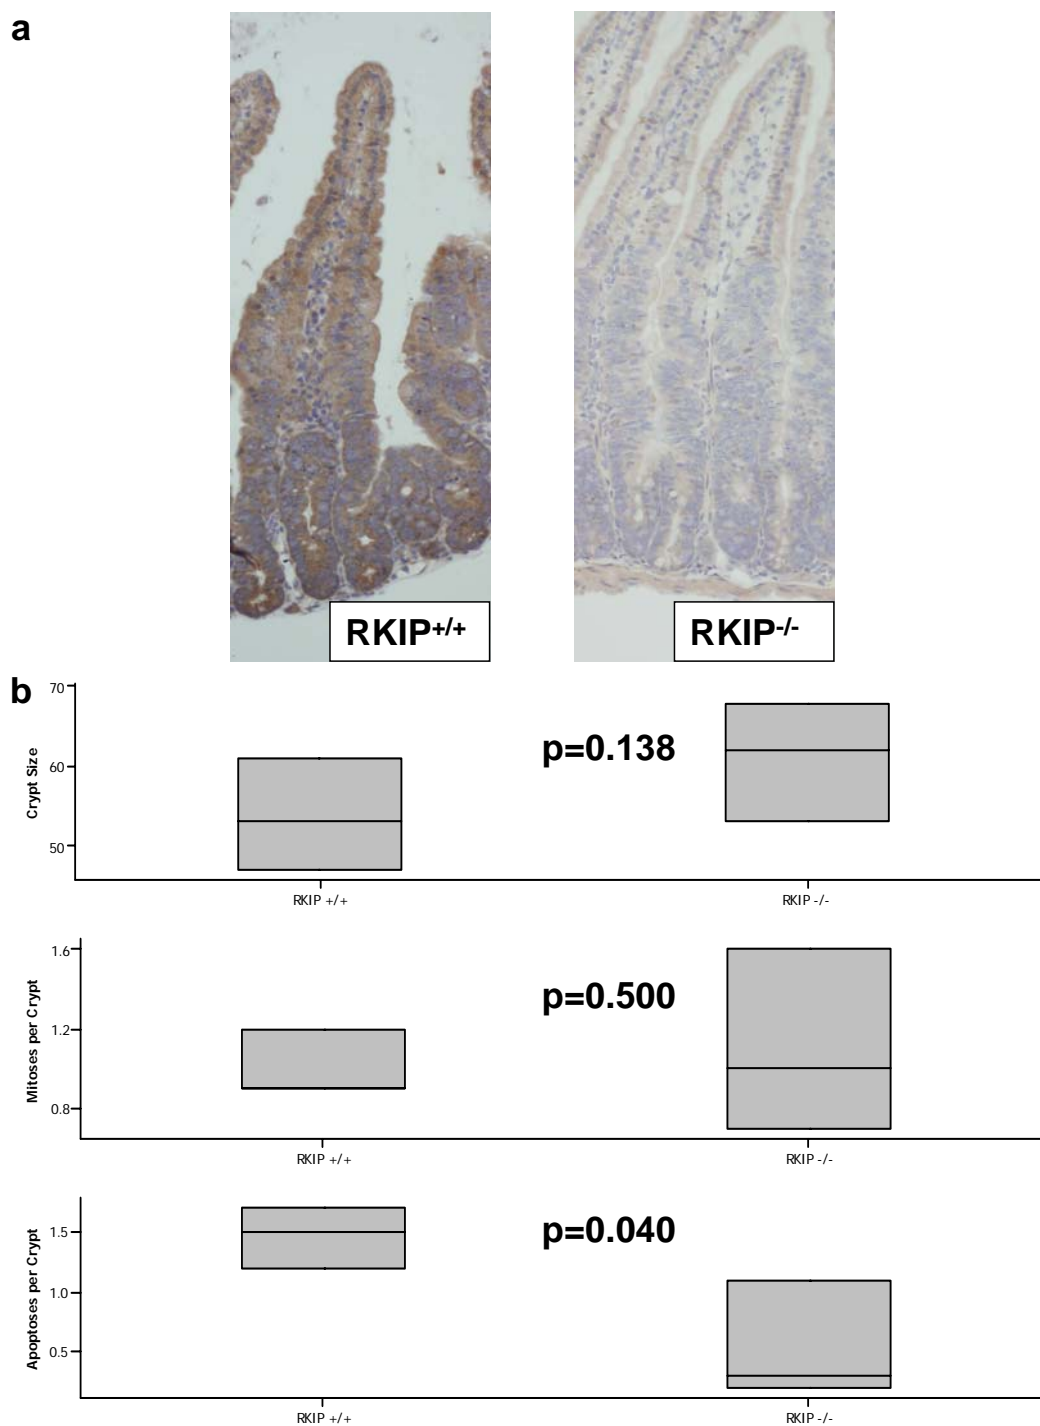 a
RKIP+/+
RKIP-/-
b
70
60
50
Crypt Size
p=0.138
RKIP +/+
RKIP -/-
1.6
1.2
0.8
Mitoses per Crypt
p=0.500
RKIP +/+
RKIP -/-
1.5
1.0
0.5
Apoptoses per Crypt
p=0.040
RKIP +/+
RKIP -/-